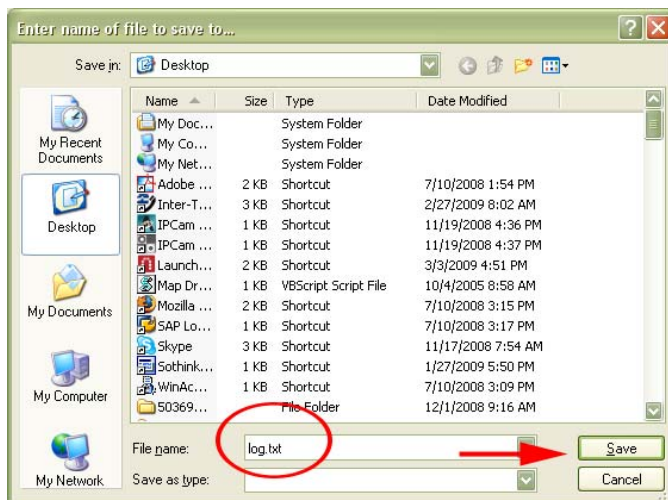 Enter name of file to save to...
Save in: Desktop
Name Size Type Date Modified
My Doc... System Folder
My Co... System Folder
My Net... System Folder
Adobe ... 2 KB Shortcut 7/10/2008 1:54 PM
Inter-T... 3 KB Shortcut 2/27/2009 8:02 AM
IPCam ... 1 KB Shortcut 11/19/2008 4:36 PM
IPCam ... 1 KB Shortcut 11/19/2008 4:37 PM
Launch... 2 KB Shortcut 3/3/2009 4:51 PM
Map Dr... 1 KB VBScript Script File 10/4/2005 8:58 AM
Mozilla ... 2 KB Shortcut 7/10/2008 3:15 PM
SAP Lo... 1 KB Shortcut 7/10/2008 3:17 PM
Skype 3 KB Shortcut 11/17/2008 7:54 AM
Sothink... 1 KB Shortcut 1/27/2009 5:50 PM
WinAc... 1 KB Shortcut 7/10/2008 3:09 PM
50369... File Folder 12/1/2008 9:16 AM
My Recent
Documents
Desktop
My Documents
My Computer
My Network
File name: log.txt Save
Save as type: Cancel